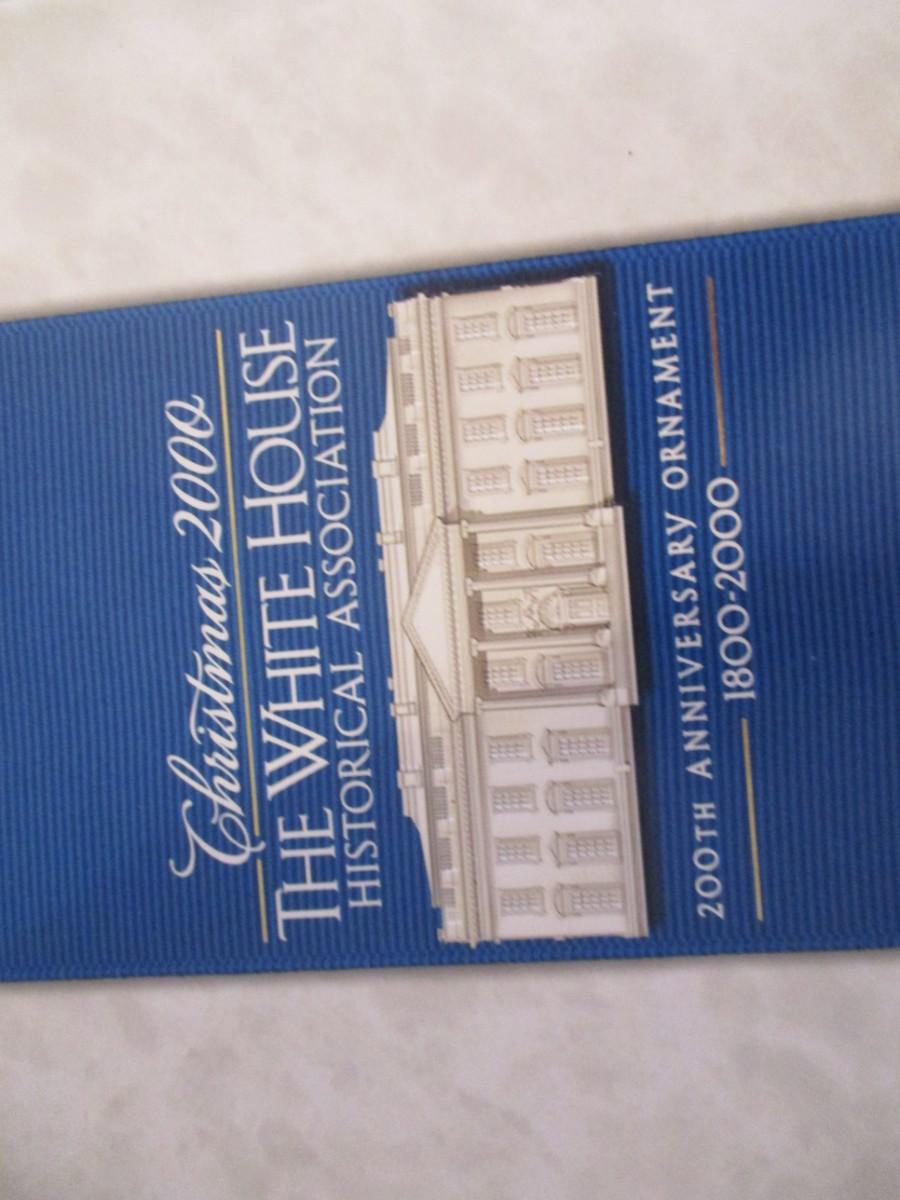 Christmas 2000
THE WHITE HOUSE
HISTORICAL ASSOCIATION
200TH ANNIVERSARY ORNAMENT
1800-2000